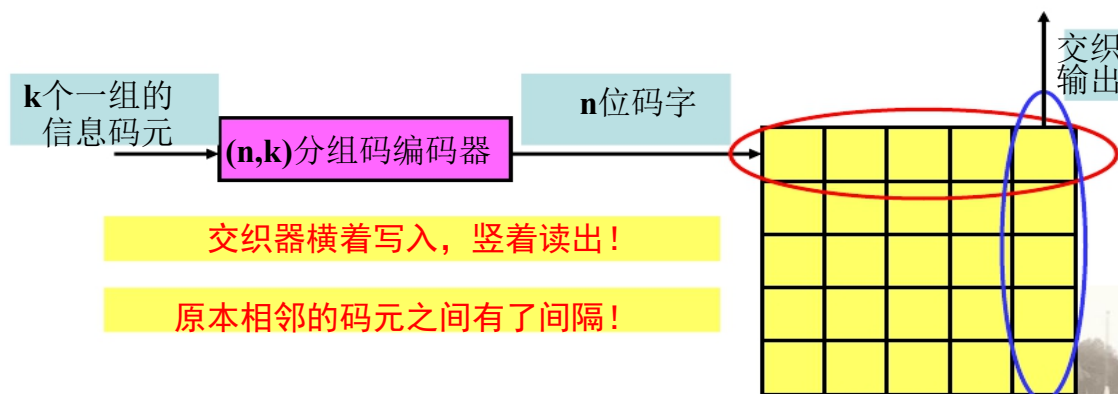 k个一组的
信息码元
(n,k)分组码编码器
n位码字
交织
输出
交织器横着写入，竖着读出！
原本相邻的码元之间有了间隔！